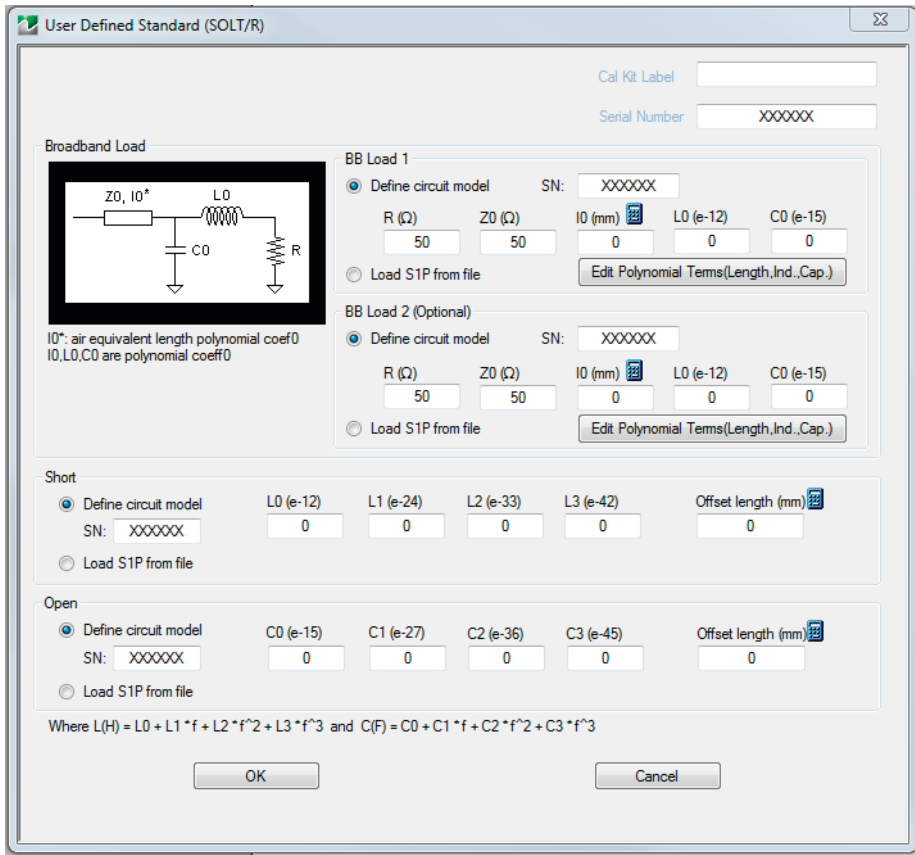 User Defined Standard (SOLT/R)
Cal Kit Label
Serial Number XXXXXX
Broadband Load
Z0, I0*
L0
C0
R
I0*: air equivalent length polynomial coef0
I0,L0,C0 are polynomial coeff0
BB Load 1
Define circuit model SN: XXXXXX
R (Ω) Z0 (Ω) I0 (mm) L0 (e-12) C0 (e-15)
50 50 0 0 0
Load S1P from file Edit Polynomial Terms(Length,Ind.,Cap.)
BB Load 2 (Optional)
Define circuit model SN: XXXXXX
R (Ω) Z0 (Ω) I0 (mm) L0 (e-12) C0 (e-15)
50 50 0 0 0
Load S1P from file Edit Polynomial Terms(Length,Ind.,Cap.)
Short
Define circuit model L0 (e-12) L1 (e-24) L2 (e-33) L3 (e-42) Offset length (mm)
SN: XXXXXX 0 0 0 0 0
Load S1P from file
Open
Define circuit model C0 (e-15) C1 (e-27) C2 (e-36) C3 (e-45) Offset length (mm)
SN: XXXXXX 0 0 0 0 0
Load S1P from file
Where L(H) = L0 + L1 * f + L2 * f^2 + L3 * f^3 and C(F) = C0 + C1 * f + C2 * f^2 + C3 * f^3
OK Cancel